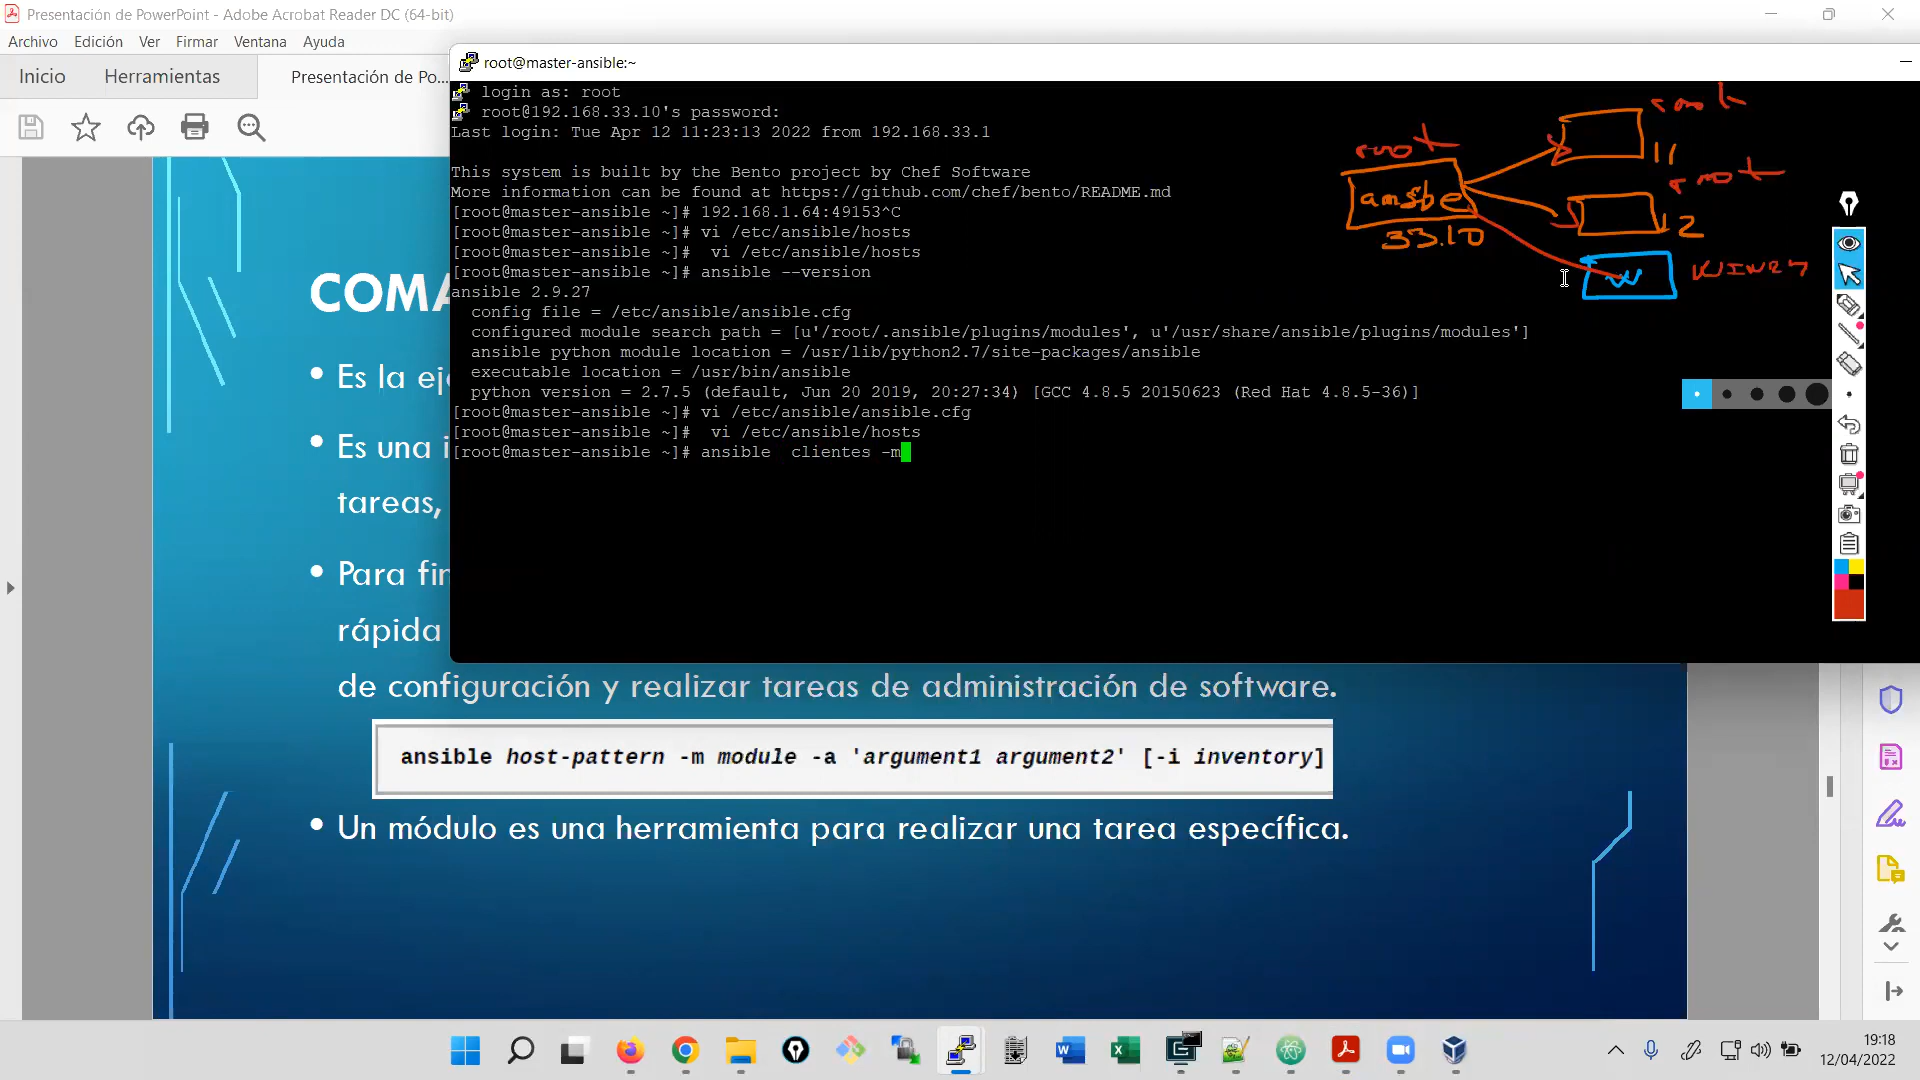 Presentación de PowerPoint - Adobe Acrobat Reader DC (64-bit)
Archivo Edición Ver Firmar Ventana Ayuda
Inicio Herramientas Presentación de Po...
root@master-ansible:~
login as: root
root@192.168.33.10's password:
Last login: Tue Apr 12 11:23:13 2022 from 192.168.33.1
This system is built by the Bento project by Chef Software
More information can be found at https://github.com/chef/bento/README.md
[root@master-ansible ~]# 192.168.1.64:49153^C
[root@master-ansible ~]# vi /etc/ansible/hosts
[root@master-ansible ~]#  vi /etc/ansible/hosts
[root@master-ansible ~]# ansible --version
ansible 2.9.27
config file = /etc/ansible/ansible.cfg
configured module search path = [u'/root/.ansible/plugins/modules', u'/usr/share/ansible/plugins/modules']
ansible python module location = /usr/lib/python2.7/site-packages/ansible
executable location = /usr/bin/ansible
python version = 2.7.5 (default, Jun 20 2019, 20:27:34) [GCC 4.8.5 20150623 (Red Hat 4.8.5-36)]
[root@master-ansible ~]# vi /etc/ansible/ansible.cfg
[root@master-ansible ~]#  vi /etc/ansible/hosts
[root@master-ansible ~]# ansible  clientes -m
root
33.10
11
root
12
W
COMA
• Es la eje
• Es una i
tareas,
• Para fin
rápida
de configuración y realizar tareas de administración de software.
ansible host-pattern -m module -a 'argument1 argument2' [-i inventory]
• Un módulo es una herramienta para realizar una tarea específica.
19:18
12/04/2022